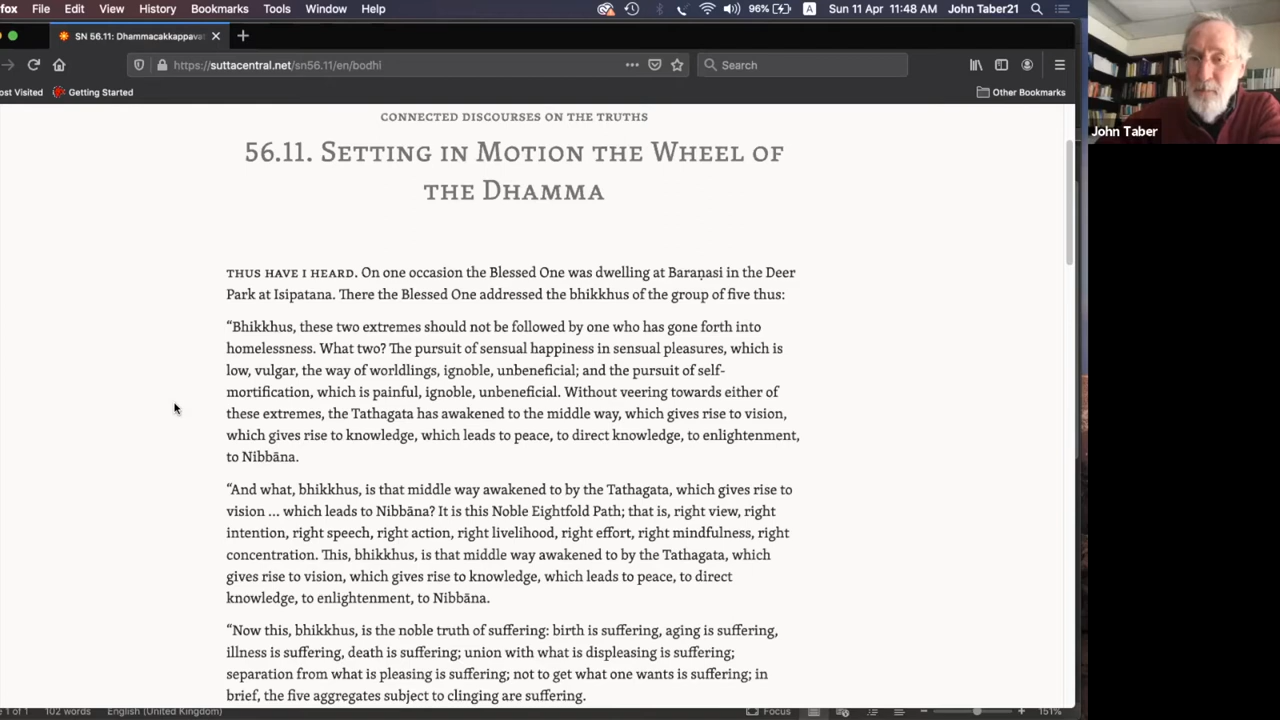 fox File Edit View History Bookmarks Tools Window Help 96% A Sun 11 Apr 11:48 AM John Taber21
SN 56.11: Dhammacakkappavat
https://suttacentral.net/sn56.11/en/bodhi Search
ost Visited Getting Started Other Bookmarks
John Taber
CONNECTED DISCOURSES ON THE TRUTHS
56.11. SETTING IN MOTION THE WHEEL OF
THE DHAMMA
THUS HAVE I HEARD. On one occasion the Blessed One was dwelling at Baraṇasi in the Deer
Park at Isipatana. There the Blessed One addressed the bhikkhus of the group of five thus:
“Bhikkhus, these two extremes should not be followed by one who has gone forth into
homelessness. What two? The pursuit of sensual happiness in sensual pleasures, which is
low, vulgar, the way of worldlings, ignoble, unbeneficial; and the pursuit of self-
mortification, which is painful, ignoble, unbeneficial. Without veering towards either of
these extremes, the Tathagata has awakened to the middle way, which gives rise to vision,
which gives rise to knowledge, which leads to peace, to direct knowledge, to enlightenment,
to Nibbāna.
“And what, bhikkhus, is that middle way awakened to by the Tathagata, which gives rise to
vision … which leads to Nibbāna? It is this Noble Eightfold Path; that is, right view, right
intention, right speech, right action, right livelihood, right effort, right mindfulness, right
concentration. This, bhikkhus, is that middle way awakened to by the Tathagata, which
gives rise to vision, which gives rise to knowledge, which leads to peace, to direct
knowledge, to enlightenment, to Nibbāna.
“Now this, bhikkhus, is the noble truth of suffering: birth is suffering, aging is suffering,
illness is suffering, death is suffering; union with what is displeasing is suffering;
separation from what is pleasing is suffering; not to get what one wants is suffering; in
brief, the five aggregates subject to clinging are suffering.
e 1 of 1 102 words English (United Kingdom) Focus 151%